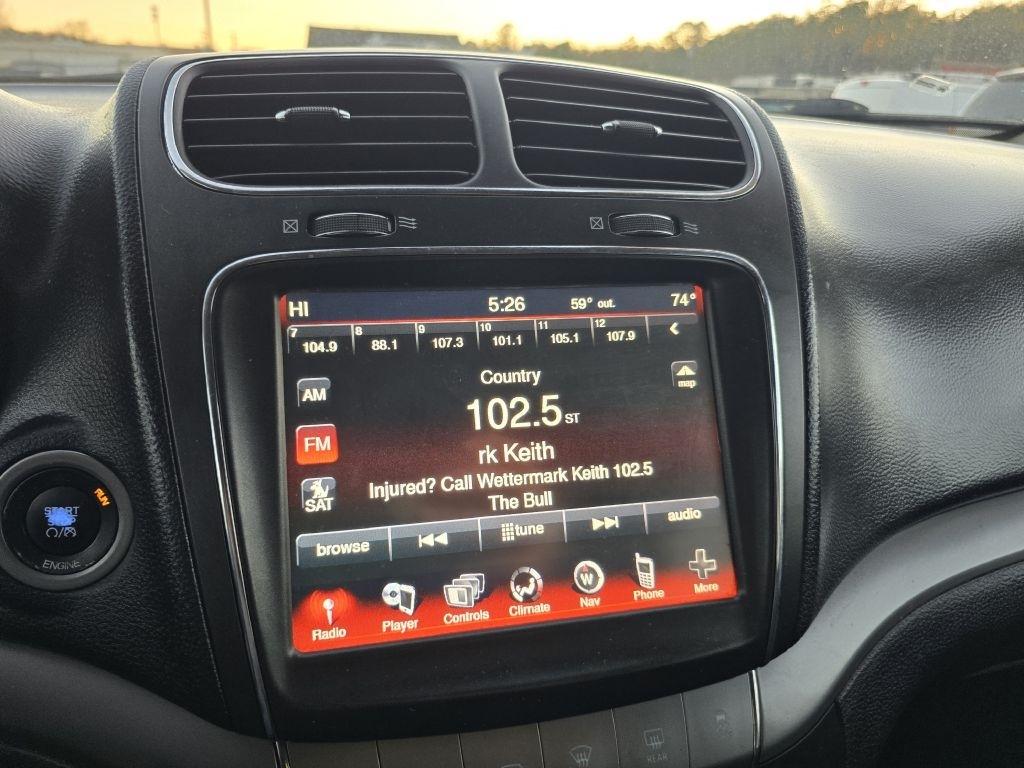 HI 5:26 59° out. 74°
7 8 9 10 11 12
104.9 88.1 107.3 101.1 105.1 107.9
map
Country
AM
102.5 ST
FM
rk Keith
Injured? Call Wettermark Keith 102.5
The Bull
SAT
browse tune audio
Radio Player Controls Climate Nav Phone More
W
RUN
START
STOP
ENGINE
REAR